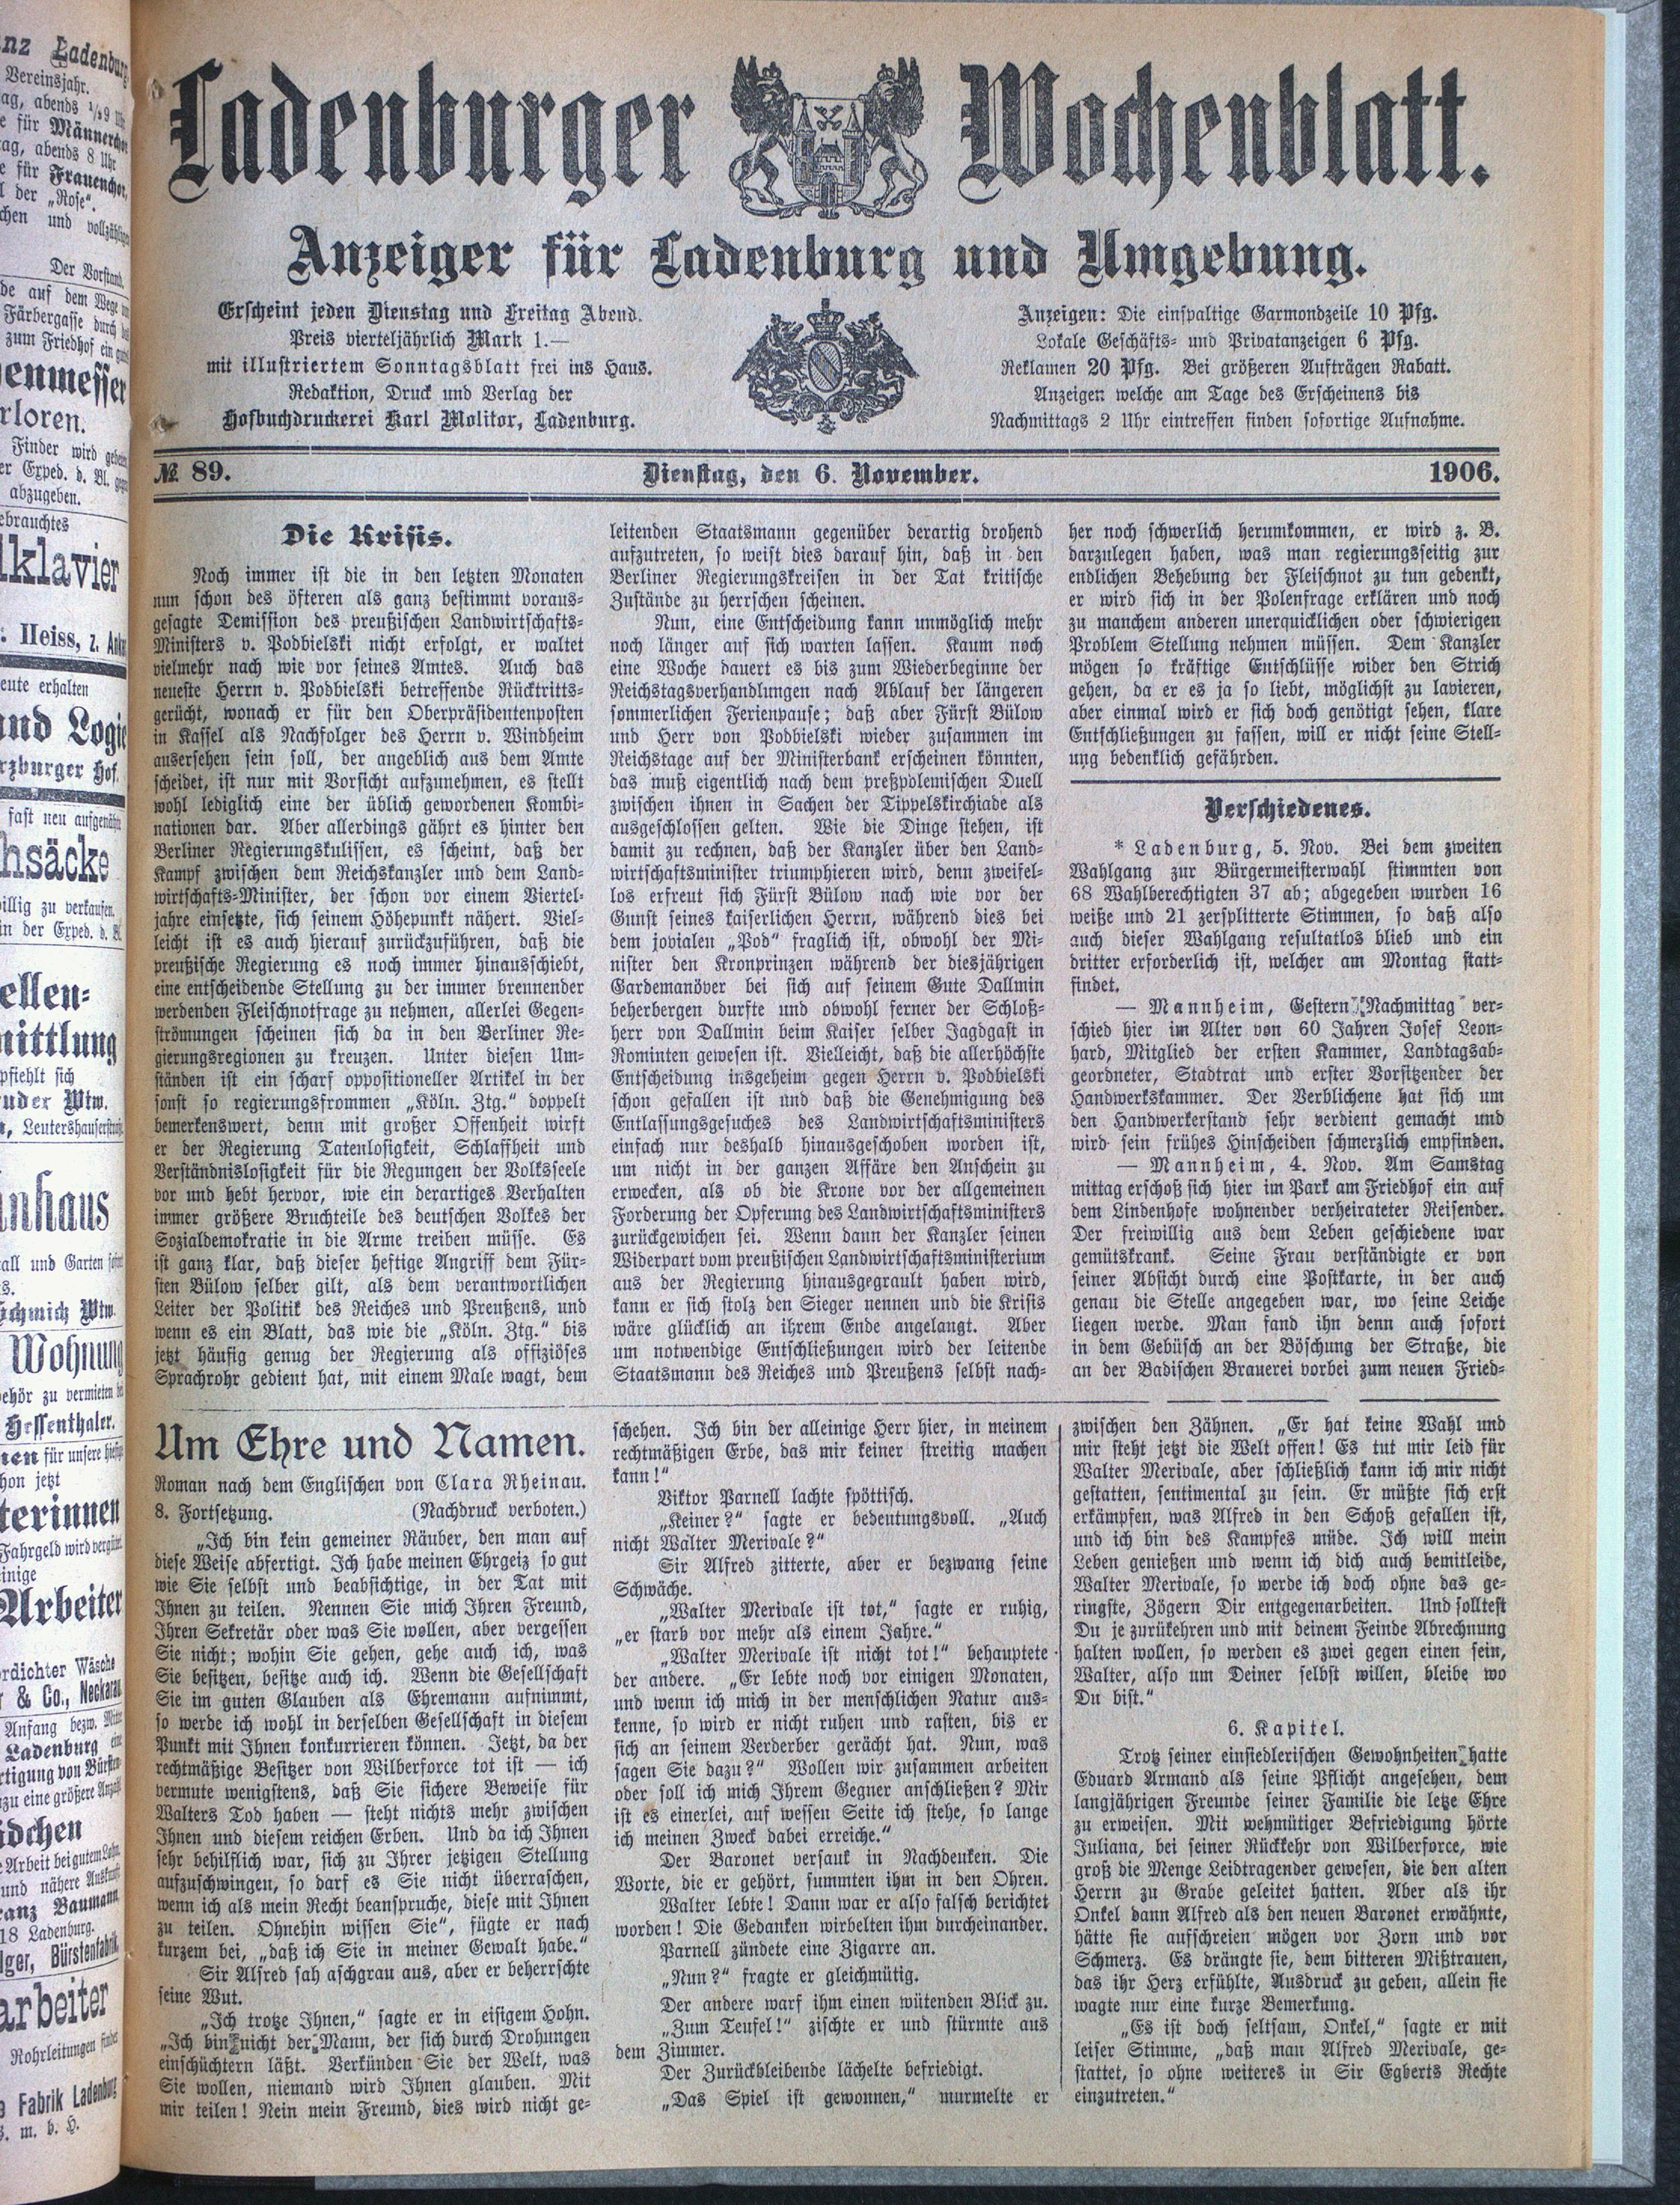 Ladenburger Wochenblatt.
Anzeiger für Ladenburg und Umgebung.
Erscheint jeden Dienstag und Freitag Abend.
Preis vierteljährlich Mark 1.—
mit illustriertem Sonntagsblatt frei ins Haus.
Redaktion, Druck und Verlag der
Hofbuchdruckerei Karl Molitor, Ladenburg.
Anzeigen: Die einspaltige Garmondzeile 10 Pfg.
Lokale Geschäfts- und Privatanzeigen 6 Pfg.
Reklamen 20 Pfg. Bei größeren Aufträgen Rabatt.
Anzeigen welche am Tage des Erscheinens bis
Nachmittags 2 Uhr eintreffen finden sofortige Aufnahme.
№ 89. Dienstag, den 6. November. 1906.
Die Krisis.
Noch immer ist die in den letzten Monaten
nun schon des öfteren als ganz bestimmt voraus-
gesagte Demission des preußischen Landwirtschafts-
Ministers v. Podbielski nicht erfolgt, er waltet
vielmehr nach wie vor seines Amtes. Auch das
neueste Herrn v. Podbielski betreffende Rücktritts-
gerücht, wonach er für den Oberpräsidentenposten
in Kassel als Nachfolger des Herrn v. Windheim
ausersehen sein soll, der angeblich aus dem Amte
scheidet, ist nur mit Vorsicht aufzunehmen, es stellt
wohl lediglich eine der üblich gewordenen Kombi-
nationen dar. Aber allerdings gährt es hinter den
Berliner Regierungskulissen, es scheint, daß der
Kampf zwischen dem Reichskanzler und dem Land-
wirtschafts-Minister, der schon vor einem Viertel-
jahre einsetzte, sich seinem Höhepunkt nähert. Viel-
leicht ist es auch hierauf zurückzuführen, daß die
preußische Regierung es noch immer hinausschiebt,
eine entscheidende Stellung zu der immer brennender
werdenden Fleischnotfrage zu nehmen, allerlei Gegen-
strömungen scheinen sich da in den Berliner Re-
gierungsregionen zu kreuzen. Unter diesen Um-
ständen ist ein scharf oppositioneller Artikel in der
sonst so regierungsfrommen „Köln. Ztg.“ doppelt
bemerkenswert, denn mit großer Offenheit wirft
er der Regierung Tatenlosigkeit, Schlaffheit und
Verständnislosigkeit für die Regungen der Volksseele
vor und hebt hervor, wie ein derartiges Verhalten
immer größere Bruchteile des deutschen Volkes der
Sozialdemokratie in die Arme treiben müsse. Es
ist ganz klar, daß dieser heftige Angriff dem Für-
sten Bülow selber gilt, als dem verantwortlichen
Leiter der Politik des Reiches und Preußens, und
wenn es ein Blatt, das wie die „Köln. Ztg.“ bis
jetzt häufig genug der Regierung als offiziöses
Sprachrohr gedient hat, mit einem Male wagt, dem
leitenden Staatsmann gegenüber derartig drohend
aufzutreten, so weist dies darauf hin, daß in den
Berliner Regierungskreisen in der Tat kritische
Zustände zu herrschen scheinen.
Nun, eine Entscheidung kann unmöglich mehr
noch länger auf sich warten lassen. Kaum noch
eine Woche dauert es bis zum Wiederbeginne der
Reichstagsverhandlungen nach Ablauf der längeren
sommerlichen Ferienpause; daß aber Fürst Bülow
und Herr von Podbielski wieder zusammen im
Reichstage auf der Ministerbank erscheinen könnten,
das muß eigentlich nach dem preßpolemischen Duell
zwischen ihnen in Sachen der Tippelskirchiade als
ausgeschlossen gelten. Wie die Dinge stehen, ist
damit zu rechnen, daß der Kanzler über den Land-
wirtschaftsminister triumphieren wird, denn zweifel-
los erfreut sich Fürst Bülow nach wie vor der
Gunst seines kaiserlichen Herrn, während dies bei
dem jovialen „Pod“ fraglich ist, obwohl der Mi-
nister den Kronprinzen während der diesjährigen
Gardemanöver bei sich auf seinem Gute Dallmin
beherbergen durfte und obwohl ferner der Schloß-
herr von Dallmin beim Kaiser selber Jagdgast in
Rominten gewesen ist. Vielleicht, daß die allerhöchste
Entscheidung insgeheim gegen Herrn v. Podbielski
schon gefallen ist und daß die Genehmigung des
Entlassungsgesuches des Landwirtschaftsministers
einfach nur deshalb hinausgeschoben worden ist,
um nicht in der ganzen Affäre den Anschein zu
erwecken, als ob die Krone vor der allgemeinen
Forderung der Opferung des Landwirtschaftsministers
zurückgewichen sei. Wenn dann der Kanzler seinen
Widerpart vom preußischen Landwirtschaftsministerium
aus der Regierung hinausgegrault haben wird,
kann er sich stolz den Sieger nennen und die Krisis
wäre glücklich an ihrem Ende angelangt. Aber
um notwendige Entschließungen wird der leitende
Staatsmann des Reiches und Preußens selbst nach-
her noch schwerlich herumkommen, er wird z. B.
darzulegen haben, was man regierungsseitig zur
endlichen Behebung der Fleischnot zu tun gedenkt,
er wird sich in der Polenfrage erklären und noch
zu manchem anderen unerquicklichen oder schwierigen
Problem Stellung nehmen müssen. Dem Kanzler
mögen so kräftige Entschlüsse wider den Strich
gehen, da er es ja so liebt, möglichst zu lavieren,
aber einmal wird er sich doch genötigt sehen, klare
Entschließungen zu fassen, will er nicht seine Stell-
ung bedenklich gefährden.
Verschiedenes.
* Ladenburg, 5. Nov. Bei dem zweiten
Wahlgang zur Bürgermeisterwahl stimmten von
68 Wahlberechtigten 37 ab; abgegeben wurden 16
weiße und 21 zersplitterte Stimmen, so daß also
auch dieser Wahlgang resultatlos blieb und ein
dritter erforderlich ist, welcher am Montag statt-
findet.
— Mannheim, Gestern Nachmittag ver-
schied hier im Alter von 60 Jahren Josef Leon-
hard, Mitglied der ersten Kammer, Landtagsab-
geordneter, Stadtrat und erster Vorsitzender der
Handwerkskammer. Der Verblichene hat sich um
den Handwerkerstand sehr verdient gemacht und
wird sein frühes Hinscheiden schmerzlich empfinden.
— Mannheim, 4. Nov. Am Samstag
mittag erschoß sich hier im Park am Friedhof ein auf
dem Lindenhofe wohnender verheirateter Reisender.
Der freiwillig aus dem Leben geschiedene war
gemütskrank. Seine Frau verständigte er von
seiner Absicht durch eine Postkarte, in der auch
genau die Stelle angegeben war, wo seine Leiche
liegen werde. Man fand ihn denn auch sofort
in dem Gebüsch an der Böschung der Straße, die
an der Badischen Brauerei vorbei zum neuen Fried-
Um Ehre und Namen.
Roman nach dem Englischen von Clara Rheinau.
8. Fortsetzung. (Nachdruck verboten.)
„Ich bin kein gemeiner Räuber, den man auf
diese Weise abfertigt. Ich habe meinen Ehrgeiz so gut
wie Sie selbst und beabsichtige, in der Tat mit
Ihnen zu teilen. Nennen Sie mich Ihren Freund,
Ihren Sekretär oder was Sie wollen, aber vergessen
Sie nicht; wohin Sie gehen, gehe auch ich, was
Sie besitzen, besitze auch ich. Wenn die Gesellschaft
Sie im guten Glauben als Ehremann aufnimmt,
so werde ich wohl in derselben Gesellschaft in diesem
Punkt mit Ihnen konkurrieren können. Jetzt, da der
rechtmäßige Besitzer von Wilberforce tot ist — ich
vermute wenigstens, daß Sie sichere Beweise für
Walters Tod haben — steht nichts mehr zwischen
Ihnen und diesem reichen Erben. Und da ich Ihnen
sehr behilflich war, sich zu Ihrer jetzigen Stellung
aufzuschwingen, so darf es Sie nicht überraschen,
wenn ich als mein Recht beanspruche, diese mit Ihnen
zu teilen. Ohnehin wissen Sie“, fügte er nach
kurzem bei, „daß ich Sie in meiner Gewalt habe.“
Sir Alfred sah aschgrau aus, aber er beherrschte
seine Wut.
„Ich trotze Ihnen,“ sagte er in eisigem Hohn.
„Ich bin nicht der Mann, der sich durch Drohungen
einschüchtern läßt. Verkünden Sie der Welt, was
Sie wollen, niemand wird Ihnen glauben. Mit
mir teilen! Nein mein Freund, dies wird nicht ge-
schehen. Ich bin der alleinige Herr hier, in meinem
rechtmäßigen Erbe, das mir keiner streitig machen
kann!“
Viktor Parnell lachte spöttisch.
„Keiner?“ sagte er bedeutungsvoll. „Auch
nicht Walter Merivale?“
Sir Alfred zitterte, aber er bezwang seine
Schwäche.
„Walter Merivale ist tot,“ sagte er ruhig,
„er starb vor mehr als einem Jahre.“
„Walter Merivale ist nicht tot!“ behauptete
der andere. „Er lebte noch vor einigen Monaten,
und wenn ich mich in der menschlichen Natur aus-
kenne, so wird er nicht ruhen und rasten, bis er
sich an seinem Verderber gerächt hat. Nun, was
sagen Sie dazu?“ Wollen wir zusammen arbeiten
oder soll ich mich Ihrem Gegner anschließen? Mir
ist es einerlei, auf wessen Seite ich stehe, so lange
ich meinen Zweck dabei erreiche.“
Der Baronet versank in Nachdenken. Die
Worte, die er gehört, summten ihm in den Ohren.
Walter lebte! Dann war er also falsch berichtet
worden! Die Gedanken wirbelten ihm durcheinander.
Parnell zündete eine Zigarre an.
„Nun?“ fragte er gleichmütig.
Der andere warf ihm einen wütenden Blick zu.
„Zum Teufel!“ zischte er und stürmte aus
dem Zimmer.
Der Zurückbleibende lächelte befriedigt.
„Das Spiel ist gewonnen,“ murmelte er
zwischen den Zähnen. „Er hat keine Wahl und
mir steht jetzt die Welt offen! Es tut mir leid für
Walter Merivale, aber schließlich kann ich mir nicht
gestatten, sentimental zu sein. Er müßte sich erst
erkämpfen, was Alfred in den Schoß gefallen ist,
und ich bin des Kampfes müde. Ich will mein
Leben genießen und wenn ich dich auch bemitleide,
Walter Merivale, so werde ich doch ohne das ge-
ringste, Zögern Dir entgegenarbeiten. Und solltest
Du je zurükehren und mit deinem Feinde Abrechnung
halten wollen, so werden es zwei gegen einen sein,
Walter, also um Deiner selbst willen, bleibe wo
Du bist.“
6. Kapitel.
Trotz seiner einsiedlerischen Gewohnheiten hatte
Eduard Armand als seine Pflicht angesehen, dem
langjährigen Freunde seiner Familie die letze Ehre
zu erweisen. Mit wehmütiger Befriedigung hörte
Juliana, bei seiner Rückkehr von Wilberforce, wie
groß die Menge Leidtragender gewesen, die den alten
Herrn zu Grabe geleitet hatten. Aber als ihr
Onkel dann Alfred als den neuen Baronet erwähnte,
hätte sie aufschreien mögen vor Zorn und vor
Schmerz. Es drängte sie, dem bitteren Mißtrauen,
das ihr Herz erfühlte, Ausdruck zu geben, allein sie
wagte nur eine kurze Bemerkung.
„Es ist doch seltsam, Onkel,“ sagte er mit
leiser Stimme, „daß man Alfred Merivale, ge-
stattet, so ohne weiteres in Sir Egberts Rechte
einzutreten.“